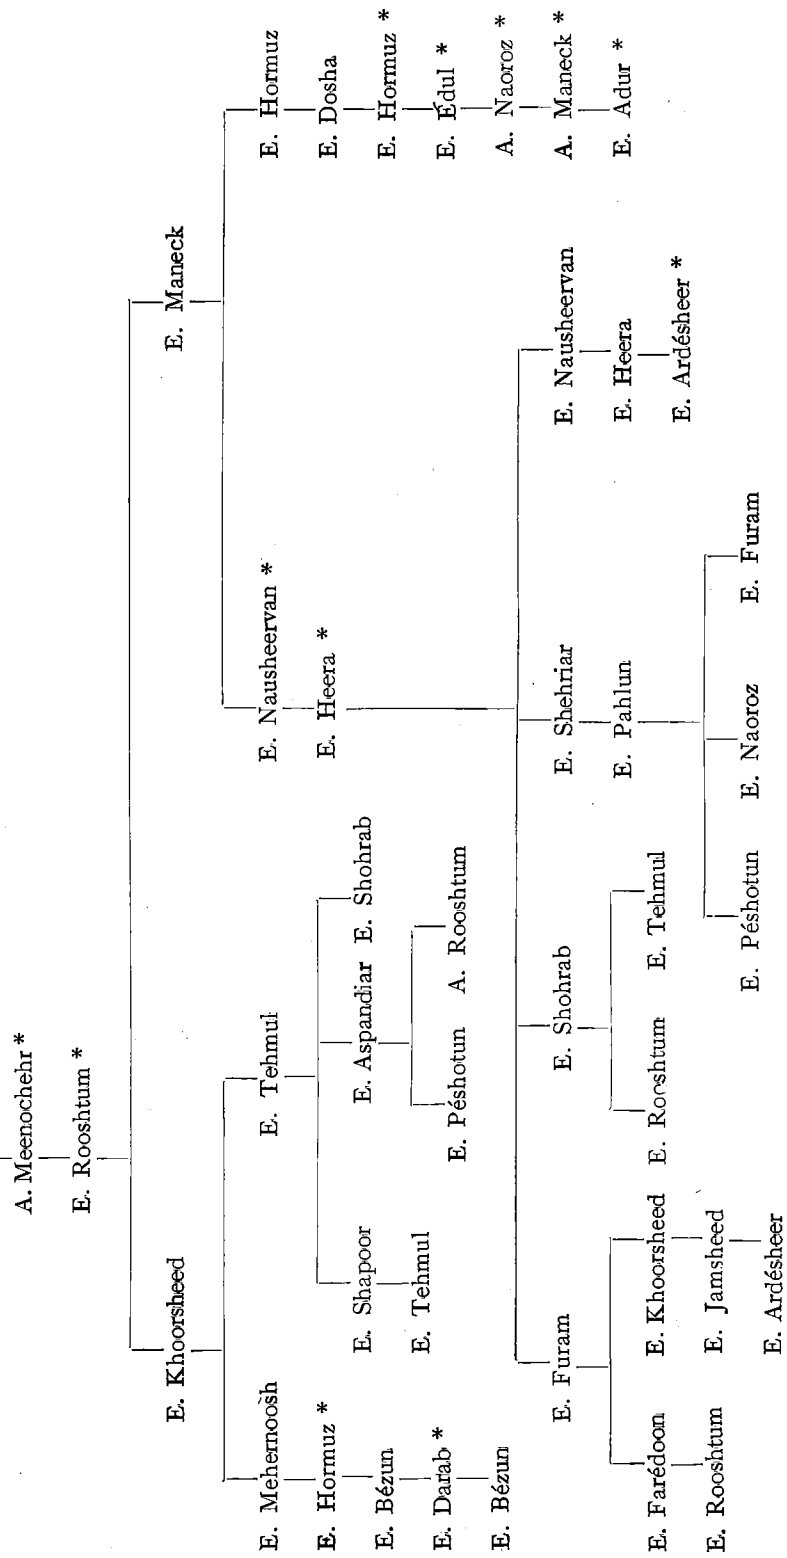 A. Meenochehr *
E. Rooshtum *
E. Khoorsheed
E. Maneck
E. Mehernoosh
E. Tehmul
E. Nausheervan *
E. Hormuz
E. Hormuz *
E. Heera *
E. Dosha
E. Bézun
E. Shapoor
E. Aspandiar
E. Shohrab
E. Hormuz *
E. Darab *
E. Tehmul
E. Péshotun
A. Rooshtum
E. Édul *
E. Bézun
A. Naoroz *
E. Furam
E. Shohrab
E. Shehriar
E. Nausheervan
A. Maneck *
E. Pahlun
E. Heera
E. Adur *
E. Farédoon
E. Khoorsheed
E. Rooshtum
E. Tehmul
E. Ardésheer *
E. Rooshtum
E. Jamsheed
E. Péshotun
E. Naoroz
E. Furam
E. Ardésheer